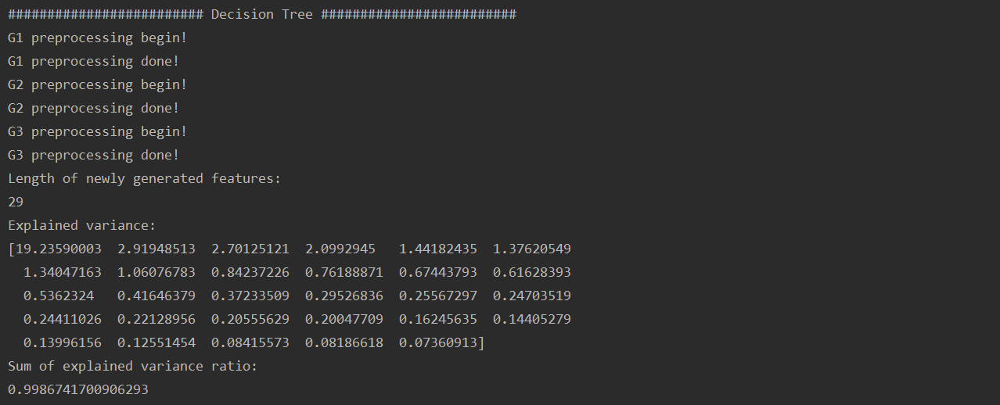 ######################### Decision Tree #########################
G1 preprocessing begin!
G1 preprocessing done!
G2 preprocessing begin!
G2 preprocessing done!
G3 preprocessing begin!
G3 preprocessing done!
Length of newly generated features:
29
Explained variance:
[19.23590003  2.91948513  2.70125121  2.0992945   1.44182435  1.37620549
  1.34047163  1.06076783  0.84237226  0.76188871  0.67443793  0.61628393
  0.5362324   0.41646379  0.37233509  0.29526836  0.25567297  0.24703519
  0.24411026  0.22128956  0.20555629  0.20047709  0.16245635  0.14405279
  0.13996156  0.12551454  0.08415573  0.08186618  0.07360913]
Sum of explained variance ratio:
0.9986741700906293